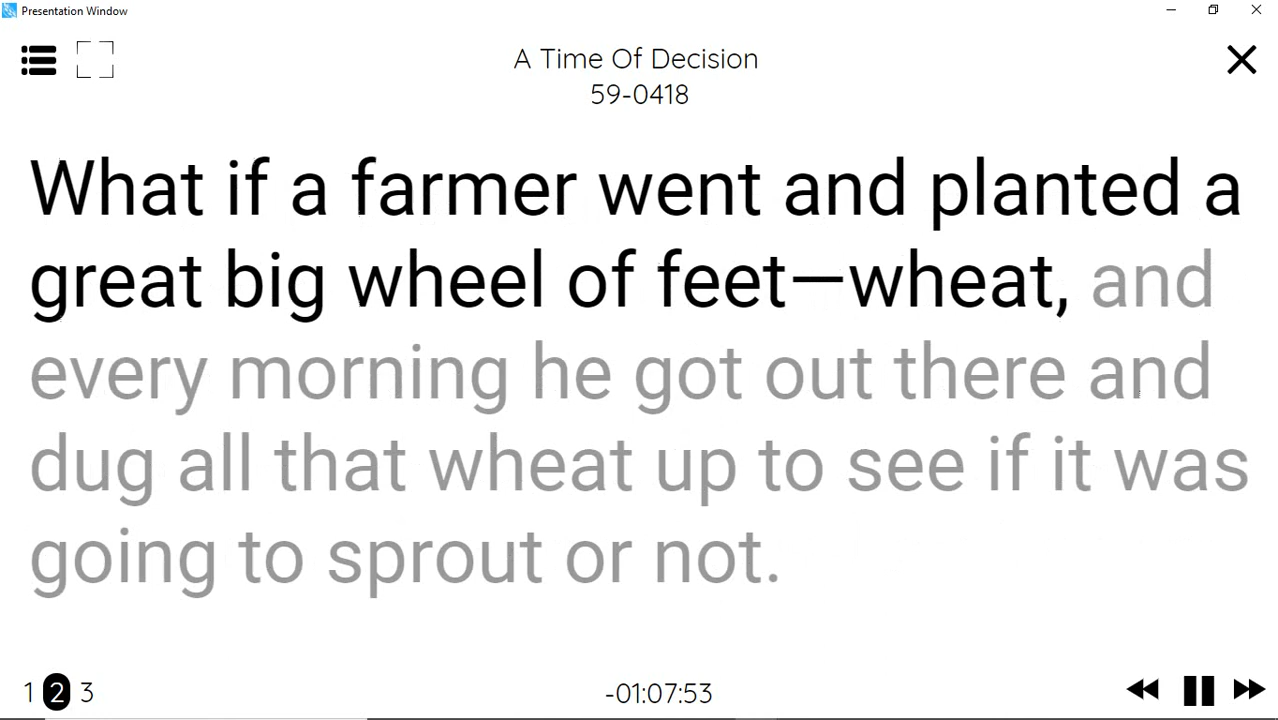 Presentation Window
A Time Of Decision
59-0418
What if a farmer went and planted a
great big wheel of feet—wheat, and
every morning he got out there and
dug all that wheat up to see if it was
going to sprout or not.
1 2 3
-01:07:53